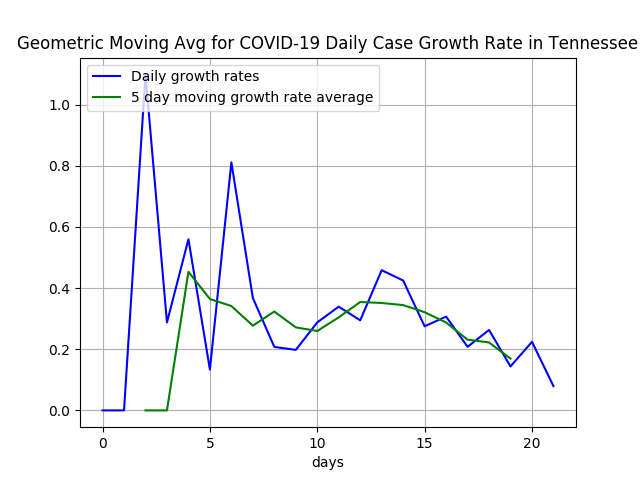 Geometric Moving Avg for COVID-19 Daily Case Growth Rate in Tennessee
Daily growth rates
5 day moving growth rate average
1.0
0.8
0.6
0.4
0.2
0.0
0 5 10 15 20
days